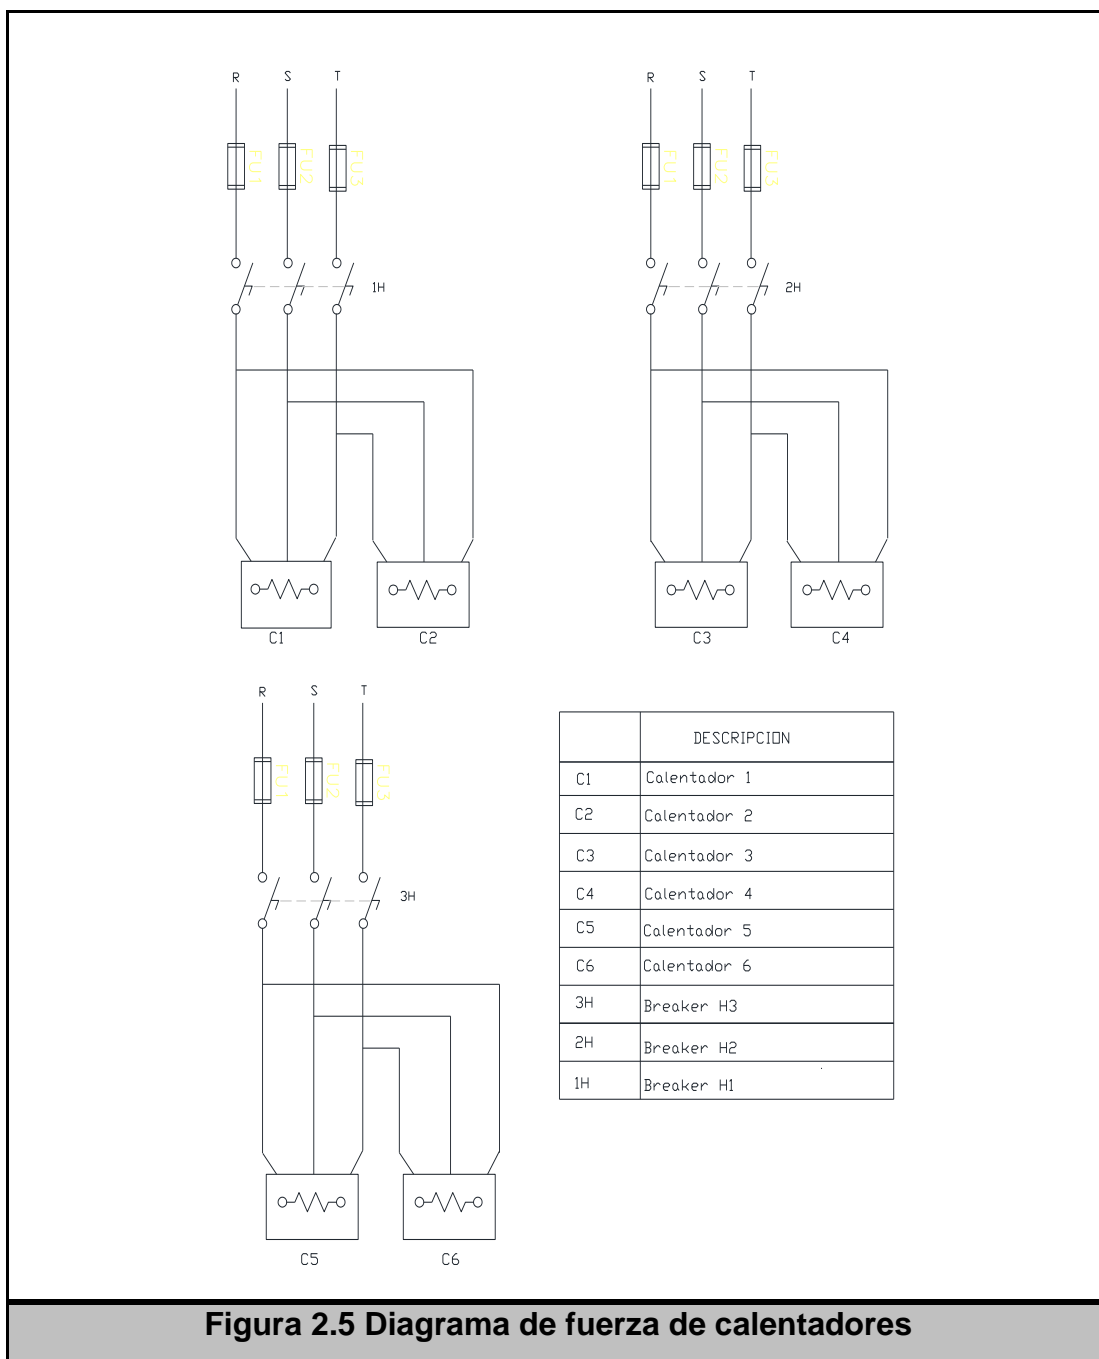 R S T R S T
FU1 FU2 FU3 FU1 FU2 FU3
1H 2H
C1 C2 C3 C4
R S T
FU1 FU2 FU3
3H
C5 C6
DESCRIPCION
C1 Calentador 1
C2 Calentador 2
C3 Calentador 3
C4 Calentador 4
C5 Calentador 5
C6 Calentador 6
3H Breaker H3
2H Breaker H2
1H Breaker H1
Figura 2.5 Diagrama de fuerza de calentadores